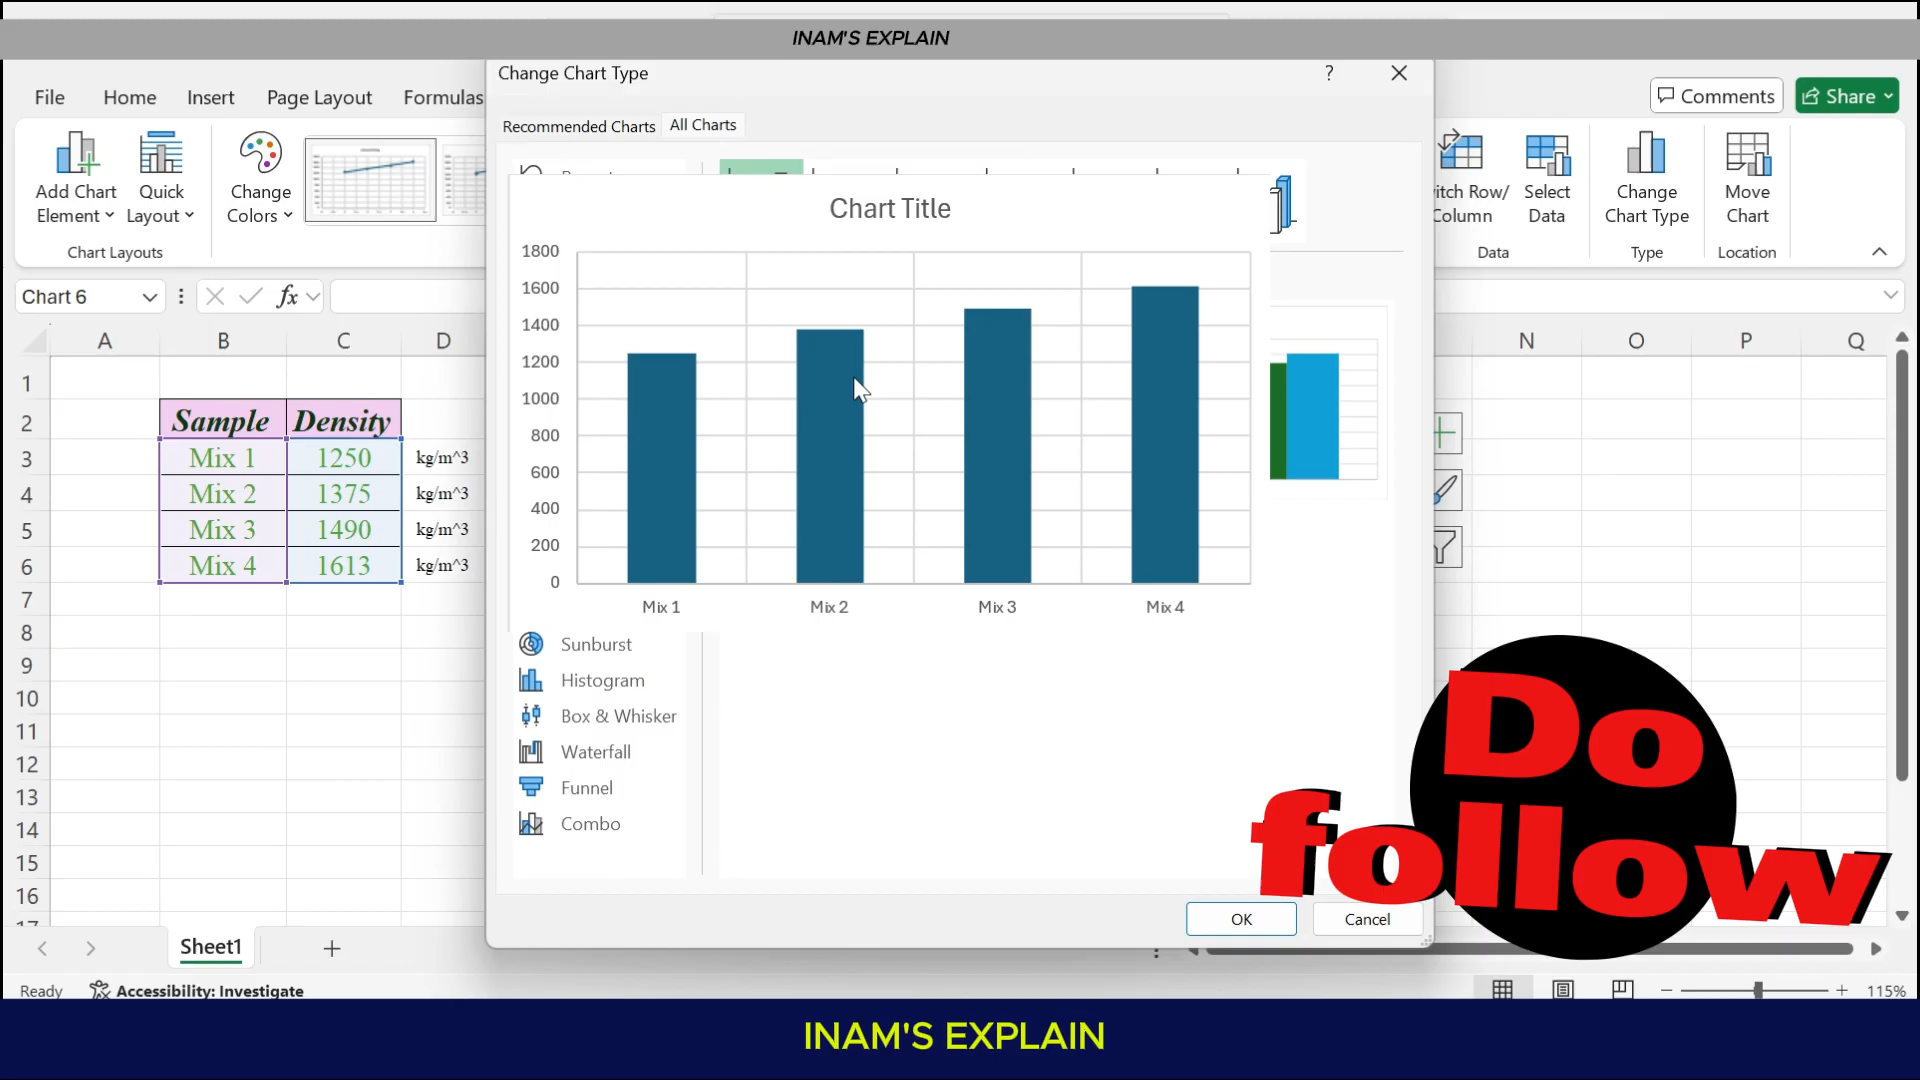 INAM'S EXPLAIN
Change Chart Type
?
File
Home
Insert
Page Layout
Formulas
Comments
Share
Recommended Charts
All Charts
Add Chart
Element
Quick
Layout
Change
Colors
Chart Layouts
Row/
Column
Select
Data
Data
Change
Chart Type
Type
Move
Chart
Location
Chart 6
fx
Chart Title
1800
1600
1400
1200
1000
800
600
400
200
0
Mix 1
Mix 2
Mix 3
Mix 4
A
B
C
D
N
O
P
Q
1
2
Sample
Density
3
Mix 1
1250
kg/m^3
4
Mix 2
1375
kg/m^3
5
Mix 3
1490
kg/m^3
6
Mix 4
1613
kg/m^3
7
8
9
10
11
12
13
14
15
16
Sunburst
Histogram
Box & Whisker
Waterfall
Funnel
Combo
Do
follow
OK
Cancel
Sheet1
Ready
Accessibility: Investigate
115%
INAM'S EXPLAIN